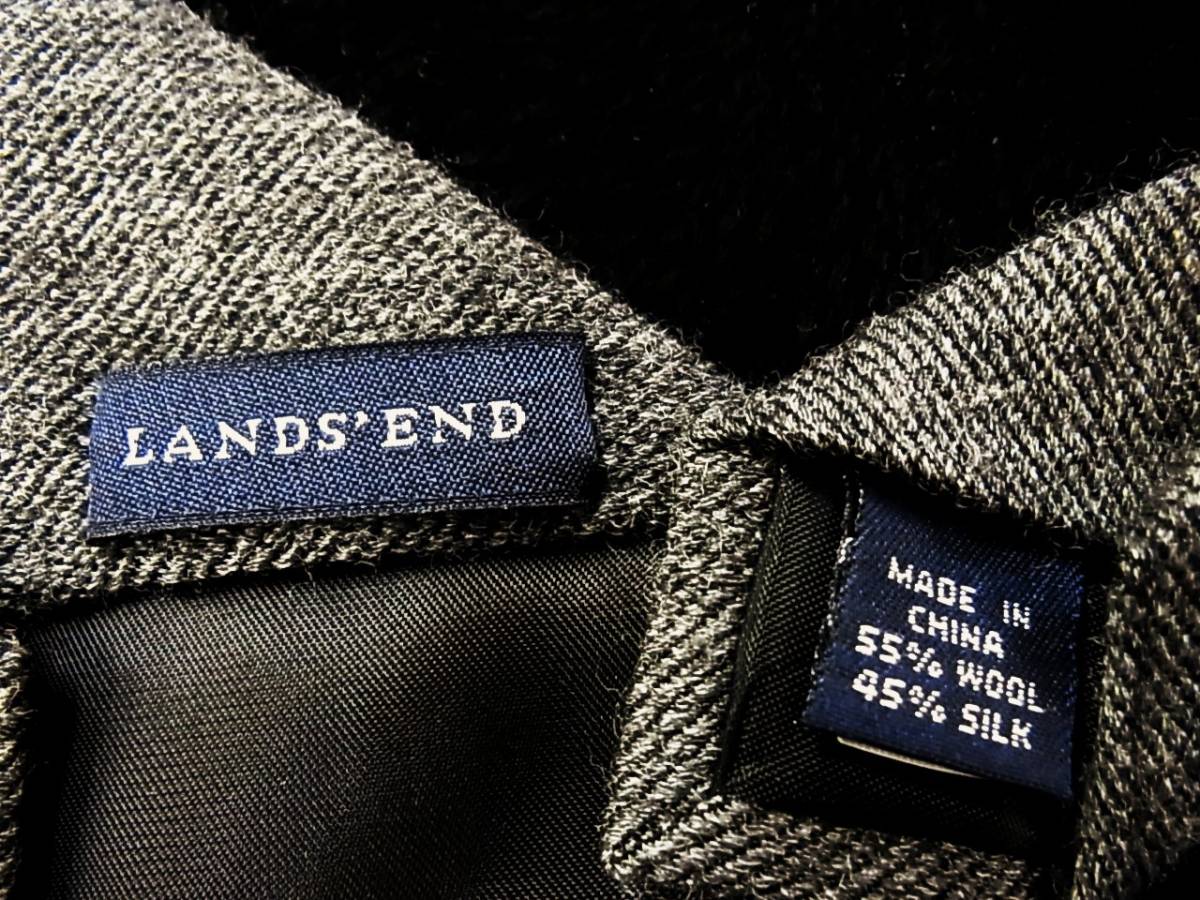 LANDS' END
MADE IN
CHINA
55% WOOL
45% SILK